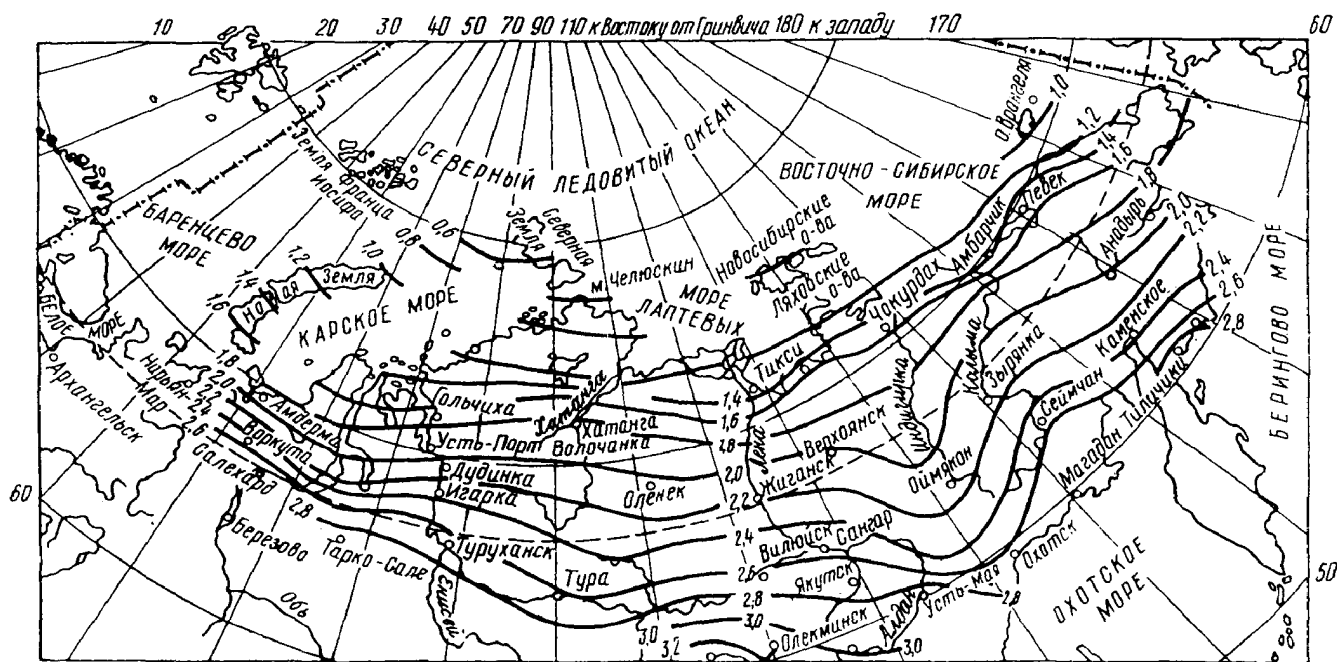 10 20 30 40 50 70 90 110 к Востоку от Гринвича 180 к западу 170 60
о. Врангеля
1,0
СЕВЕРНЫЙ ЛЕДОВИТЫЙ ОКЕАН
Земля Франца
Иосифа
ВОСТОЧНО-СИБИРСКОЕ
МОРЕ
1,2
1,4
1,6
1,8
2,0
2,4
2,6
2,8
БАРЕНЦЕВО
МОРЕ
0,8
0,6
Северная
Земля
м. Челюскин
Новосибирские
о-ва
Ляховские
о-ва
Певек
Амбарчик
Анадырь
1,6
1,4
1,2
1,0
Новая Земля
КАРСКОЕ МОРЕ
МОРЕ
ЛАПТЕВЫХ
Чокурдах
БЕРИНГОВО МОРЕ
БЕЛОЕ
МОРЕ
Архангельск
Нарьян-
Мар
1,8
2,0
2,2
2,4
2,6
2,8
Амдерма
Воркута
Салехард
Березово
Тарко-Сале
Обь
Гольчиха
Усть-Порт
Волочанка
Хатанга
Хатанга
Дудинка
Игарка
Туруханск
Енисей
Тура
Оленек
Тикси
Лена
1,4
1,6
1,8
2,0
2,2
2,4
2,6
2,8
3,0
3,0
3,2
3,0
Верхоянск
Жиганск
Вилюйск
Сангар
Якутск
Олекминск
Алдан
Индигирка
Колыма
Зырянка
Оймякон
Сеймчан
Каменское
Тиличики
Магадан
Охотск
Усть-мая
2,8
ОХОТСКОЕ
МОРЕ
60
50